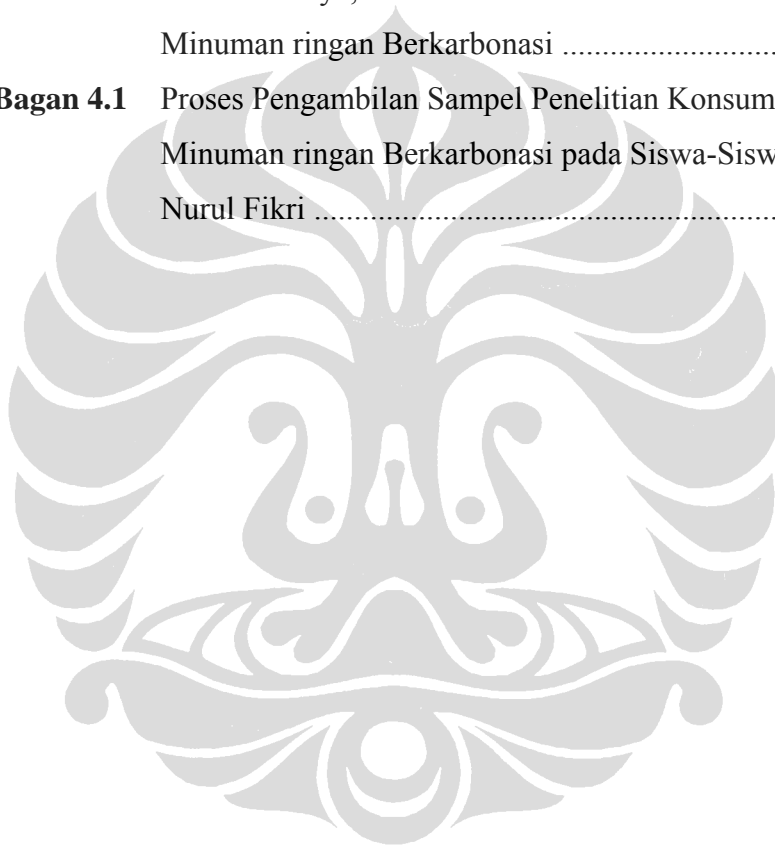 Minuman ringan Berkarbonasi ............................
Bagan 4.1 Proses Pengambilan Sampel Penelitian Konsum
Minuman ringan Berkarbonasi pada Siswa-Sisw
Nurul Fikri ..........................................................